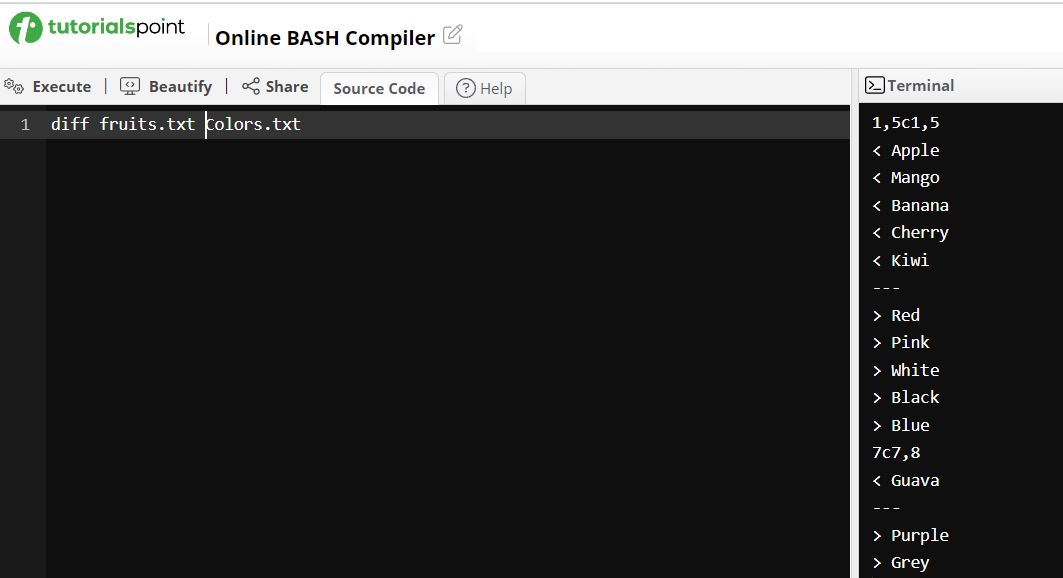 tutorialspoint
Online BASH Compiler
Execute | Beautify | Share Source Code Help
Terminal
1 diff fruits.txt Colors.txt
1,5c1,5
< Apple
< Mango
< Banana
< Cherry
< Kiwi
---
> Red
> Pink
> White
> Black
> Blue
7c7,8
< Guava
---
> Purple
> Grey